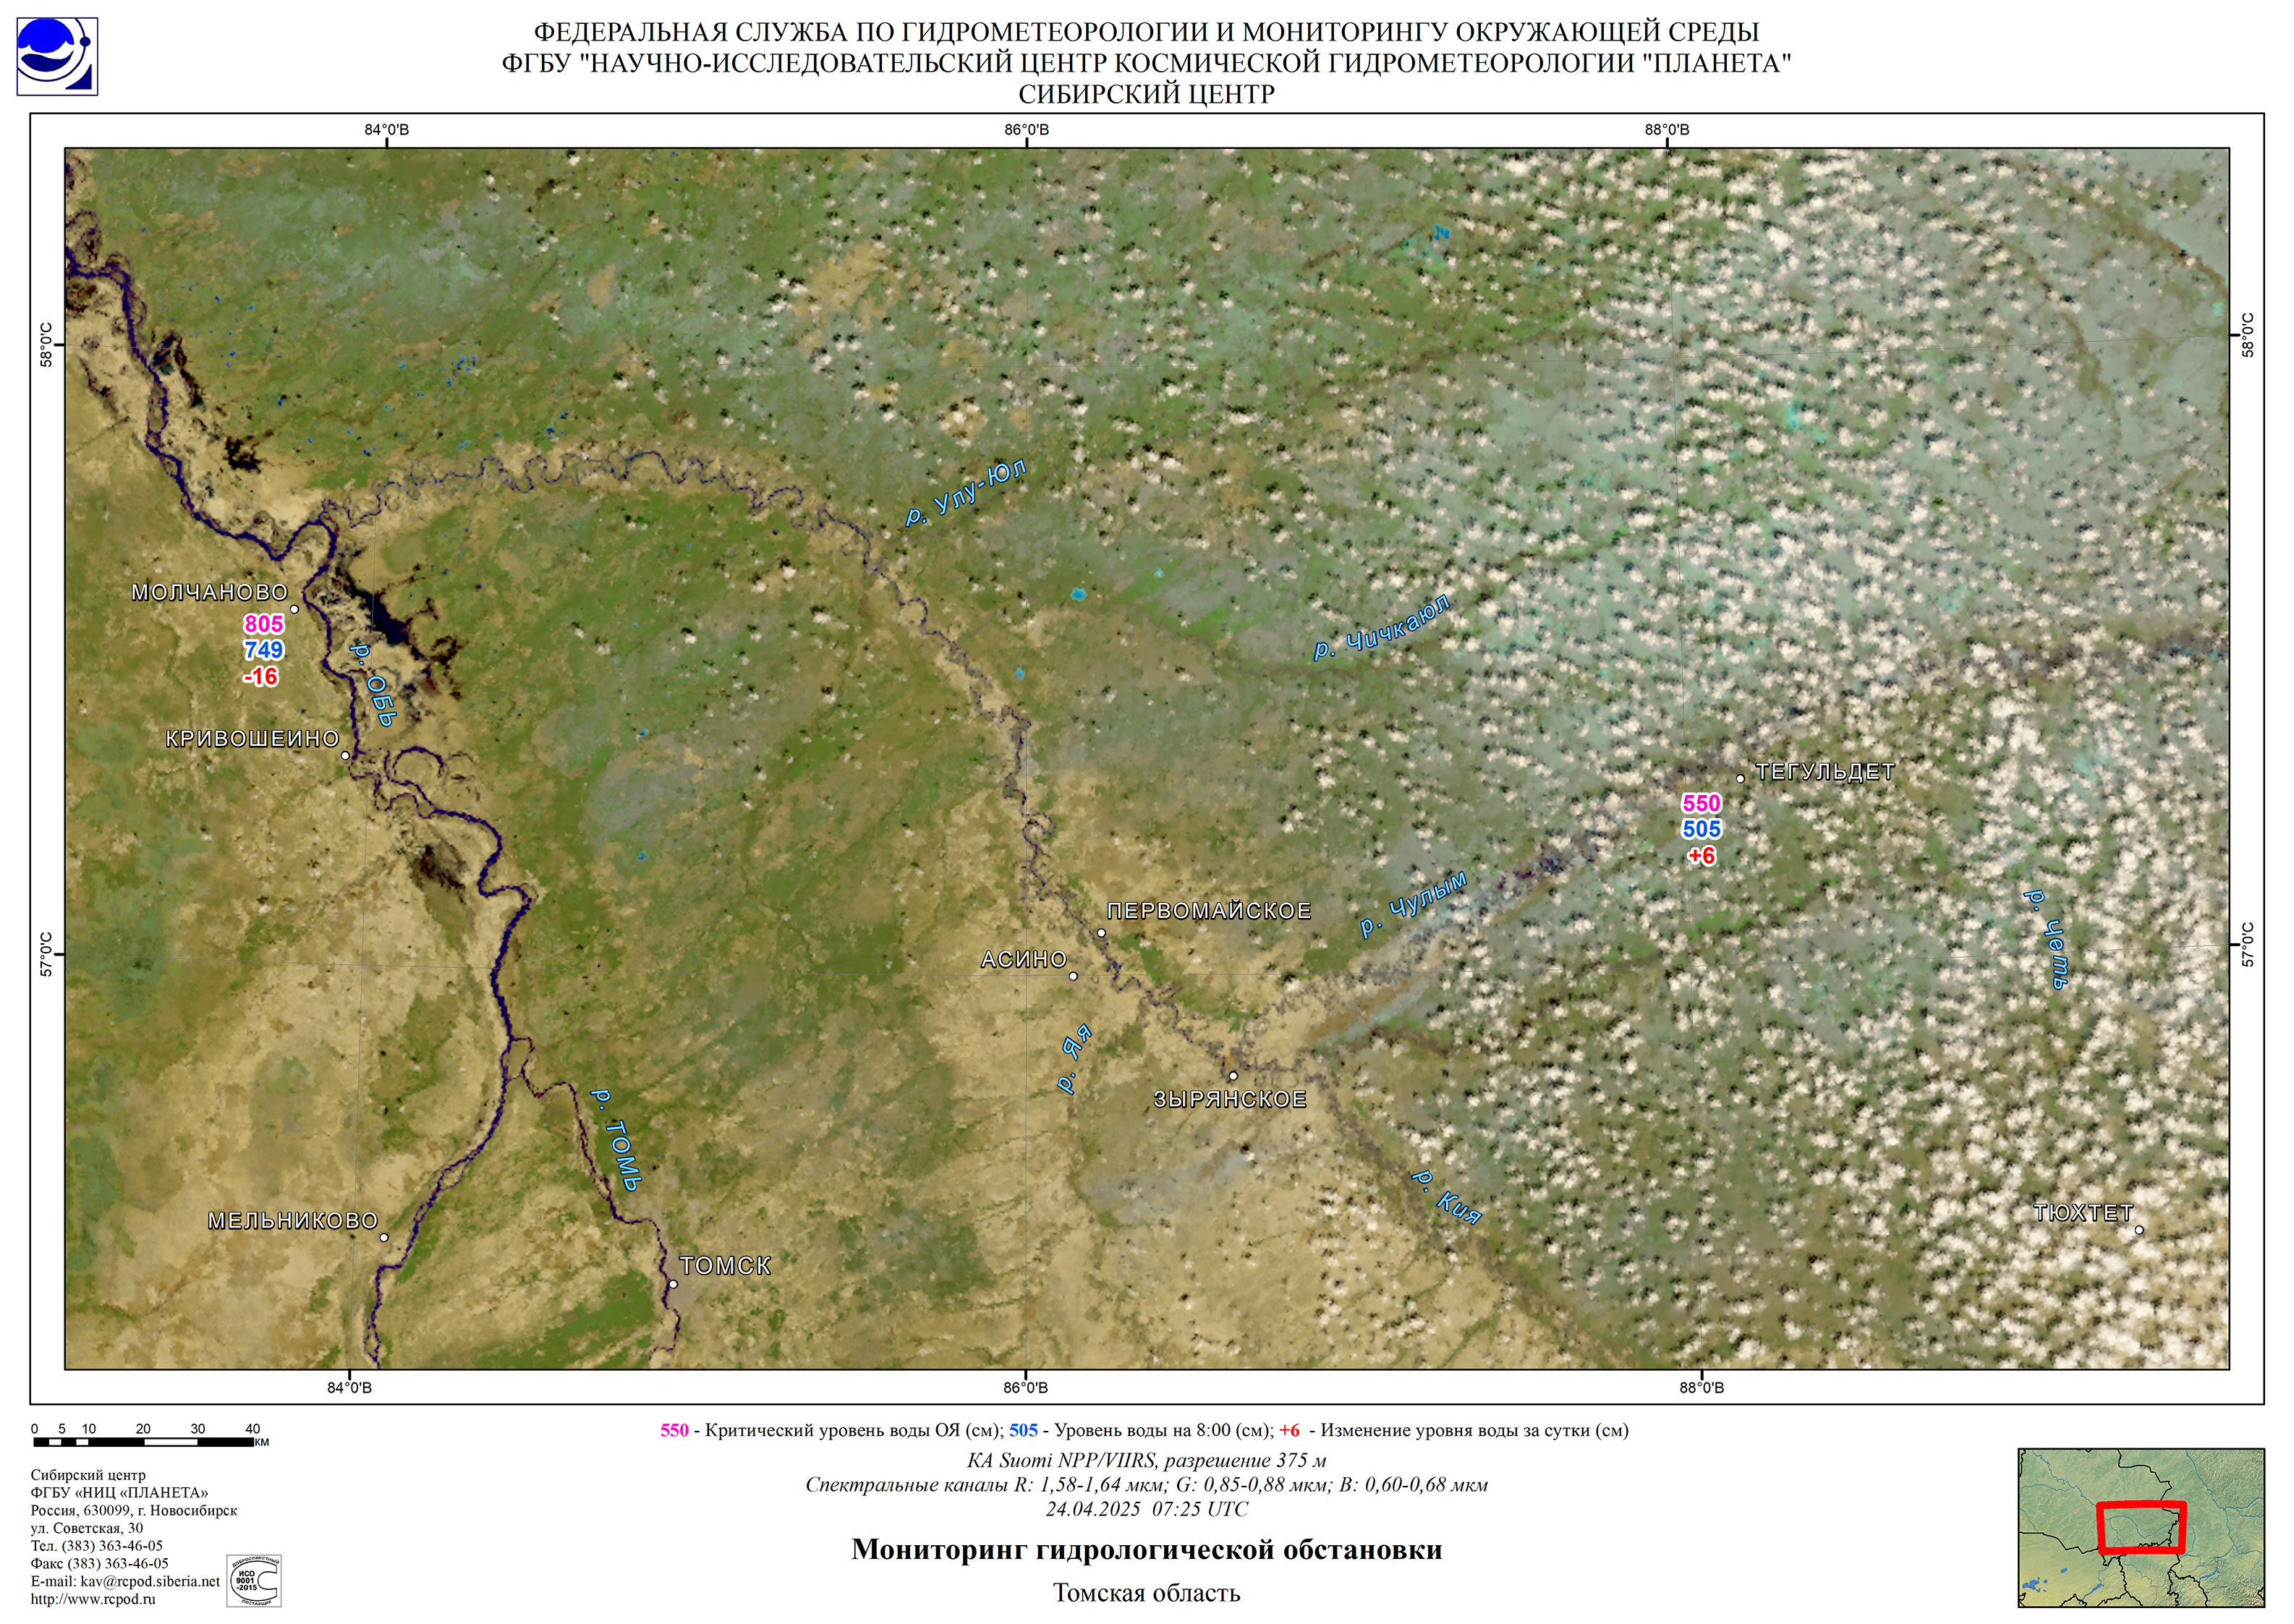 ФЕДЕРАЛЬНАЯ СЛУЖБА ПО ГИДРОМЕТЕОРОЛОГИИ И МОНИТОРИНГУ ОКРУЖАЮЩЕЙ СРЕДЫ
ФГБУ "НАУЧНО-ИССЛЕДОВАТЕЛЬСКИЙ ЦЕНТР КОСМИЧЕСКОЙ ГИДРОМЕТЕОРОЛОГИИ "ПЛАНЕТА"
СИБИРСКИЙ ЦЕНТР
84°0'В 86°0'В 88°0'В
58°0'С 58°0'С
р. Улу-Юл
МОЛЧАНОВО
805
749
-16
р. ОБЬ
р. Чичкаюл
КРИВОШЕИНО
ТЕГУЛЬДЕТ
550
505
+6
р. Чулым
р. Четь
ПЕРВОМАЙСКОЕ
АСИНО
57°0'С 57°0'С
р. Яя
ЗЫРЯНСКОЕ
р. ТОМЬ
р. Кия
МЕЛЬНИКОВО
ТЮХТЕТ
ТОМСК
84°0'В 86°0'В 88°0'В
0 5 10 20 30 40
КМ
550 - Критический уровень воды ОЯ (см); 505 - Уровень воды на 8:00 (см); +6 - Изменение уровня воды за сутки (см)
КА Suomi NPP/VIIRS, разрешение 375 м
Спектральные каналы R: 1,58-1,64 мкм; G: 0,85-0,88 мкм; B: 0,60-0,68 мкм
24.04.2025 07:25 UTC
Мониторинг гидрологической обстановки
Томская область
Сибирский центр
ФГБУ «НИЦ «ПЛАНЕТА»
Россия, 630099, г. Новосибирск
ул. Советская, 30
Тел. (383) 363-46-05
Факс (383) 363-46-05
E-mail: kav@rcpod.siberia.net
http://www.rcpod.ru
ДОБРОСОВЕСТНЫЙ
ИСО
9001
-2015
ПОСТАВЩИК